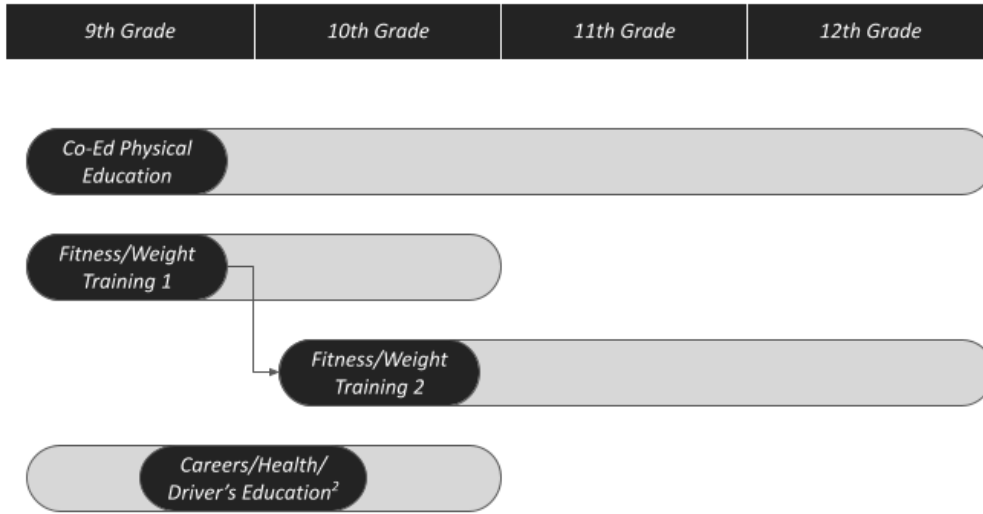 9th Grade 10th Grade 11th Grade 12th Grade
Co-Ed Physical
Education
Fitness/Weight
Training 1
Fitness/Weight
Training 2
Careers/Health/
Driver's Education²